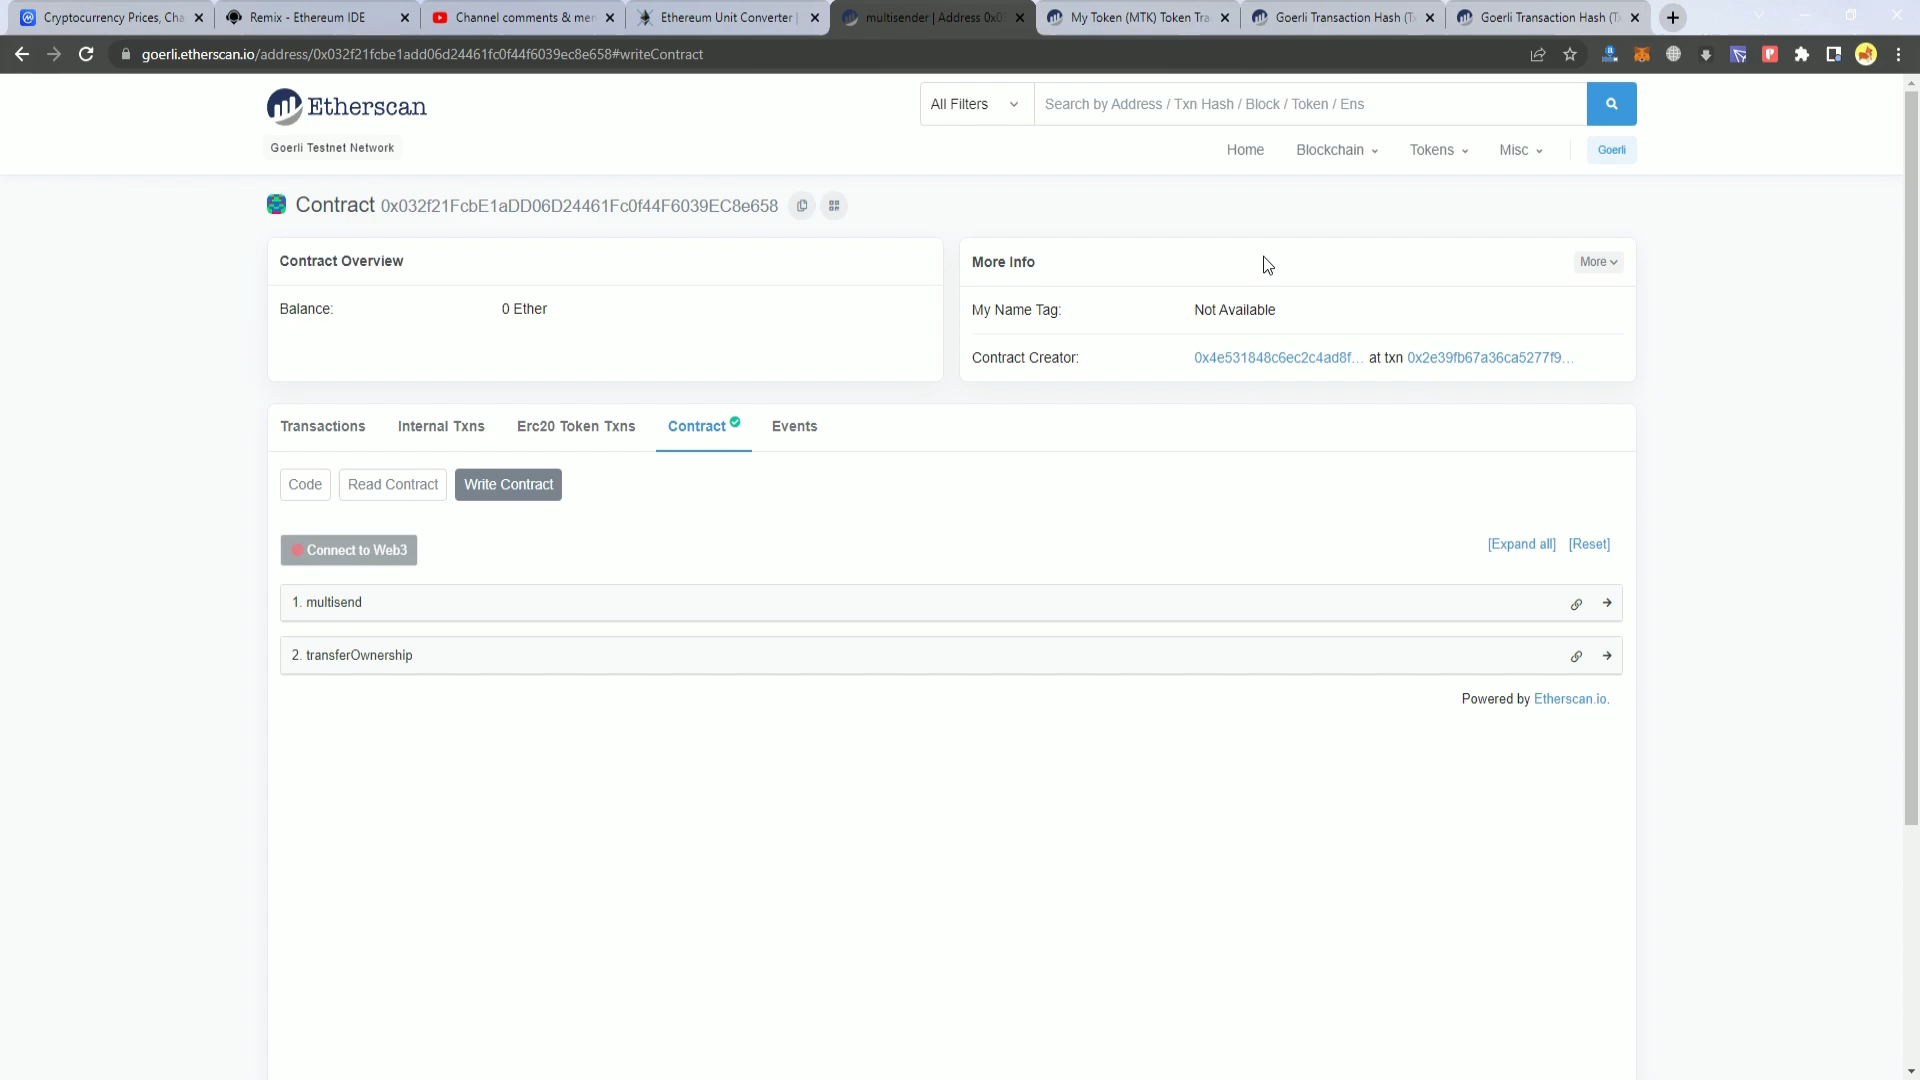 Cryptocurrency Prices, Cha
Remix - Ethereum IDE
Channel comments & men
Ethereum Unit Converter |
multisender | Address 0x0
My Token (MTK) Token Tra
Goerli Transaction Hash (T
Goerli Transaction Hash (T
goerli.etherscan.io/address/0x032f21fcbe1add06d24461fc0f44f6039ec8e658#writeContract
Etherscan
All Filters
Search by Address / Txn Hash / Block / Token / Ens
Goerli Testnet Network
Home
Blockchain
Tokens
Misc
Goerli
Contract 0x032f21FcbE1aDD06D24461Fc0f44F6039EC8e658
Contract Overview
Balance: 0 Ether
More Info
More
My Name Tag: Not Available
Contract Creator: 0x4e531848c6ec2c4ad8f... at txn 0x2e39fb67a36ca5277f9...
Transactions
Internal Txns
Erc20 Token Txns
Contract
Events
Code
Read Contract
Write Contract
Connect to Web3
[Expand all] [Reset]
1. multisend
2. transferOwnership
Powered by Etherscan.io.